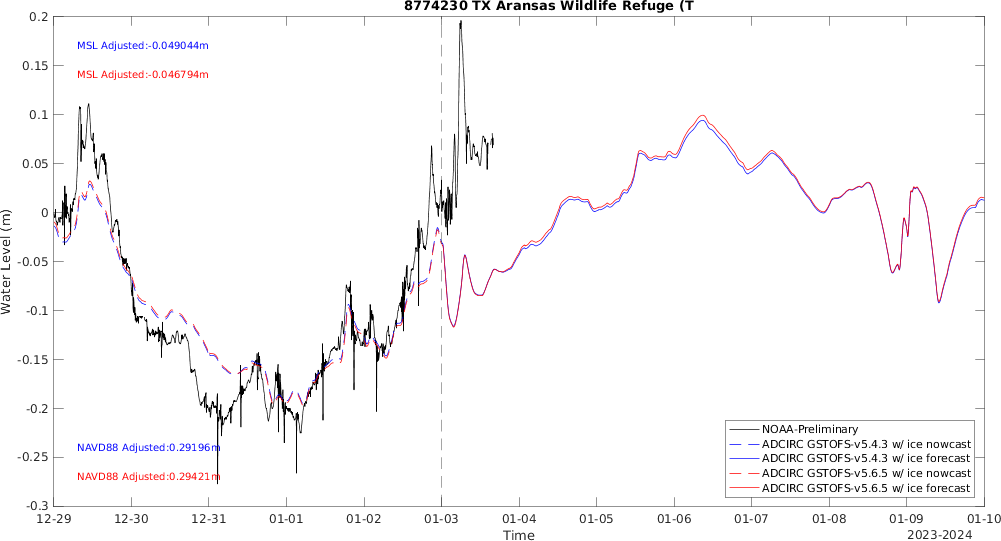 8774230 TX Aransas Wildlife Refuge (T
0.2
0.15
0.1
0.05
0
-0.05
-0.1
-0.15
-0.2
-0.25
-0.3
Water Level (m)
MSL Adjusted:-0.049044m
MSL Adjusted:-0.046794m
NAVD88 Adjusted:0.29196m
NAVD88 Adjusted:0.29421m
NOAA-Preliminary
ADCIRC GSTOFS-v5.4.3 w/ ice nowcast
ADCIRC GSTOFS-v5.4.3 w/ ice forecast
ADCIRC GSTOFS-v5.6.5 w/ ice nowcast
ADCIRC GSTOFS-v5.6.5 w/ ice forecast
12-29 12-30 12-31 01-01 01-02 01-03 01-04 01-05 01-06 01-07 01-08 01-09 01-10
Time
2023-2024